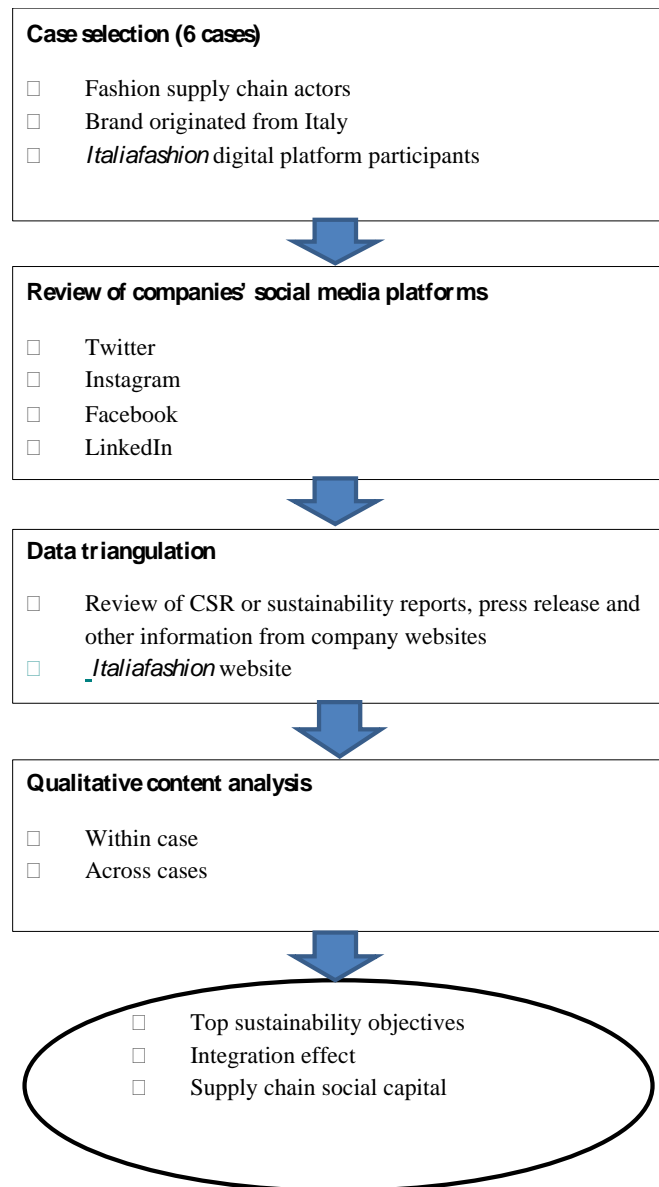 Case selection (6 cases)
□ Fashion supply chain actors
□ Brand originated from Italy
□ Italiafashion digital platform participants
Review of companies’ social media platforms
□ Twitter
□ Instagram
□ Facebook
□ LinkedIn
Data triangulation
□ Review of CSR or sustainability reports, press release and
other information from company websites
□ Italiafashion website
Qualitative content analysis
□ Within case
□ Across cases
□ Top sustainability objectives
□ Integration effect
□ Supply chain social capital